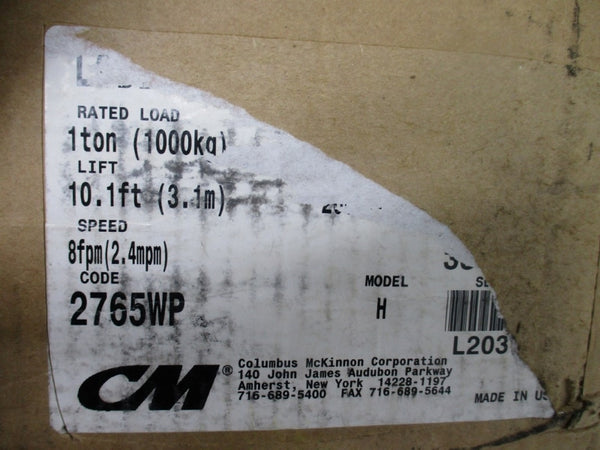 RATED LOAD
1ton (1000kg)
LIFT
10.1ft (3.1m)
SPEED
8fpm(2.4mpm)
CODE
2765WP
MODEL
H
L203
CM®
Columbus McKinnon Corporation
140 John James Audubon Parkway
Amherst, New York 14228-1197
716-689-5400 FAX 716-689-5644
MADE IN US